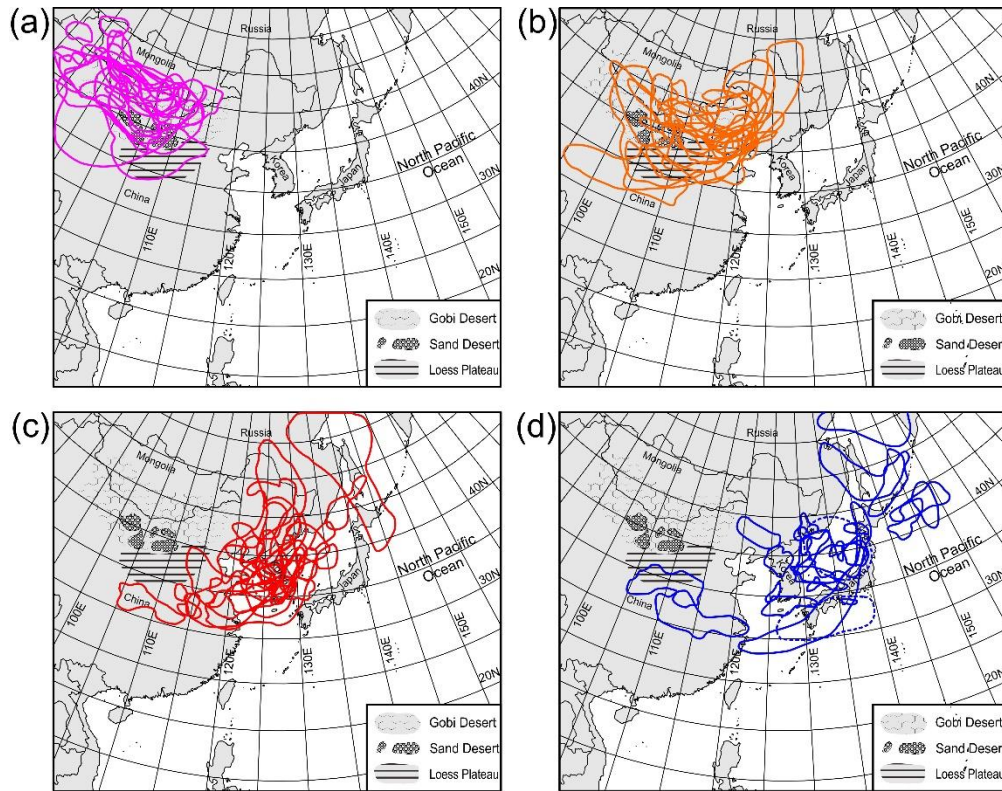 (a)
Russia
Mongolia
40N
North Pacific
Ocean
Korea
Japan
30N
China
150E
110E
140E
120E
130E
20N
Gobi Desert
Sand Desert
Loess Plateau
(b)
Russia
Mongolia
40N
North Pacific
Ocean
Korea
Japan
30N
China
100E
150E
110E
140E
120E
130E
20N
Gobi Desert
Sand Desert
Loess Plateau
(c)
Russia
Mongolia
40N
North Pacific
Ocean
Japan
30N
China
100E
150E
110E
140E
120E
130E
20N
Gobi Desert
Sand Desert
Loess Plateau
(d)
Russia
Mongolia
40N
North Pacific
Ocean
Korea
30N
China
100E
150E
110E
140E
120E
130E
20N
Gobi Desert
Sand Desert
Loess Plateau